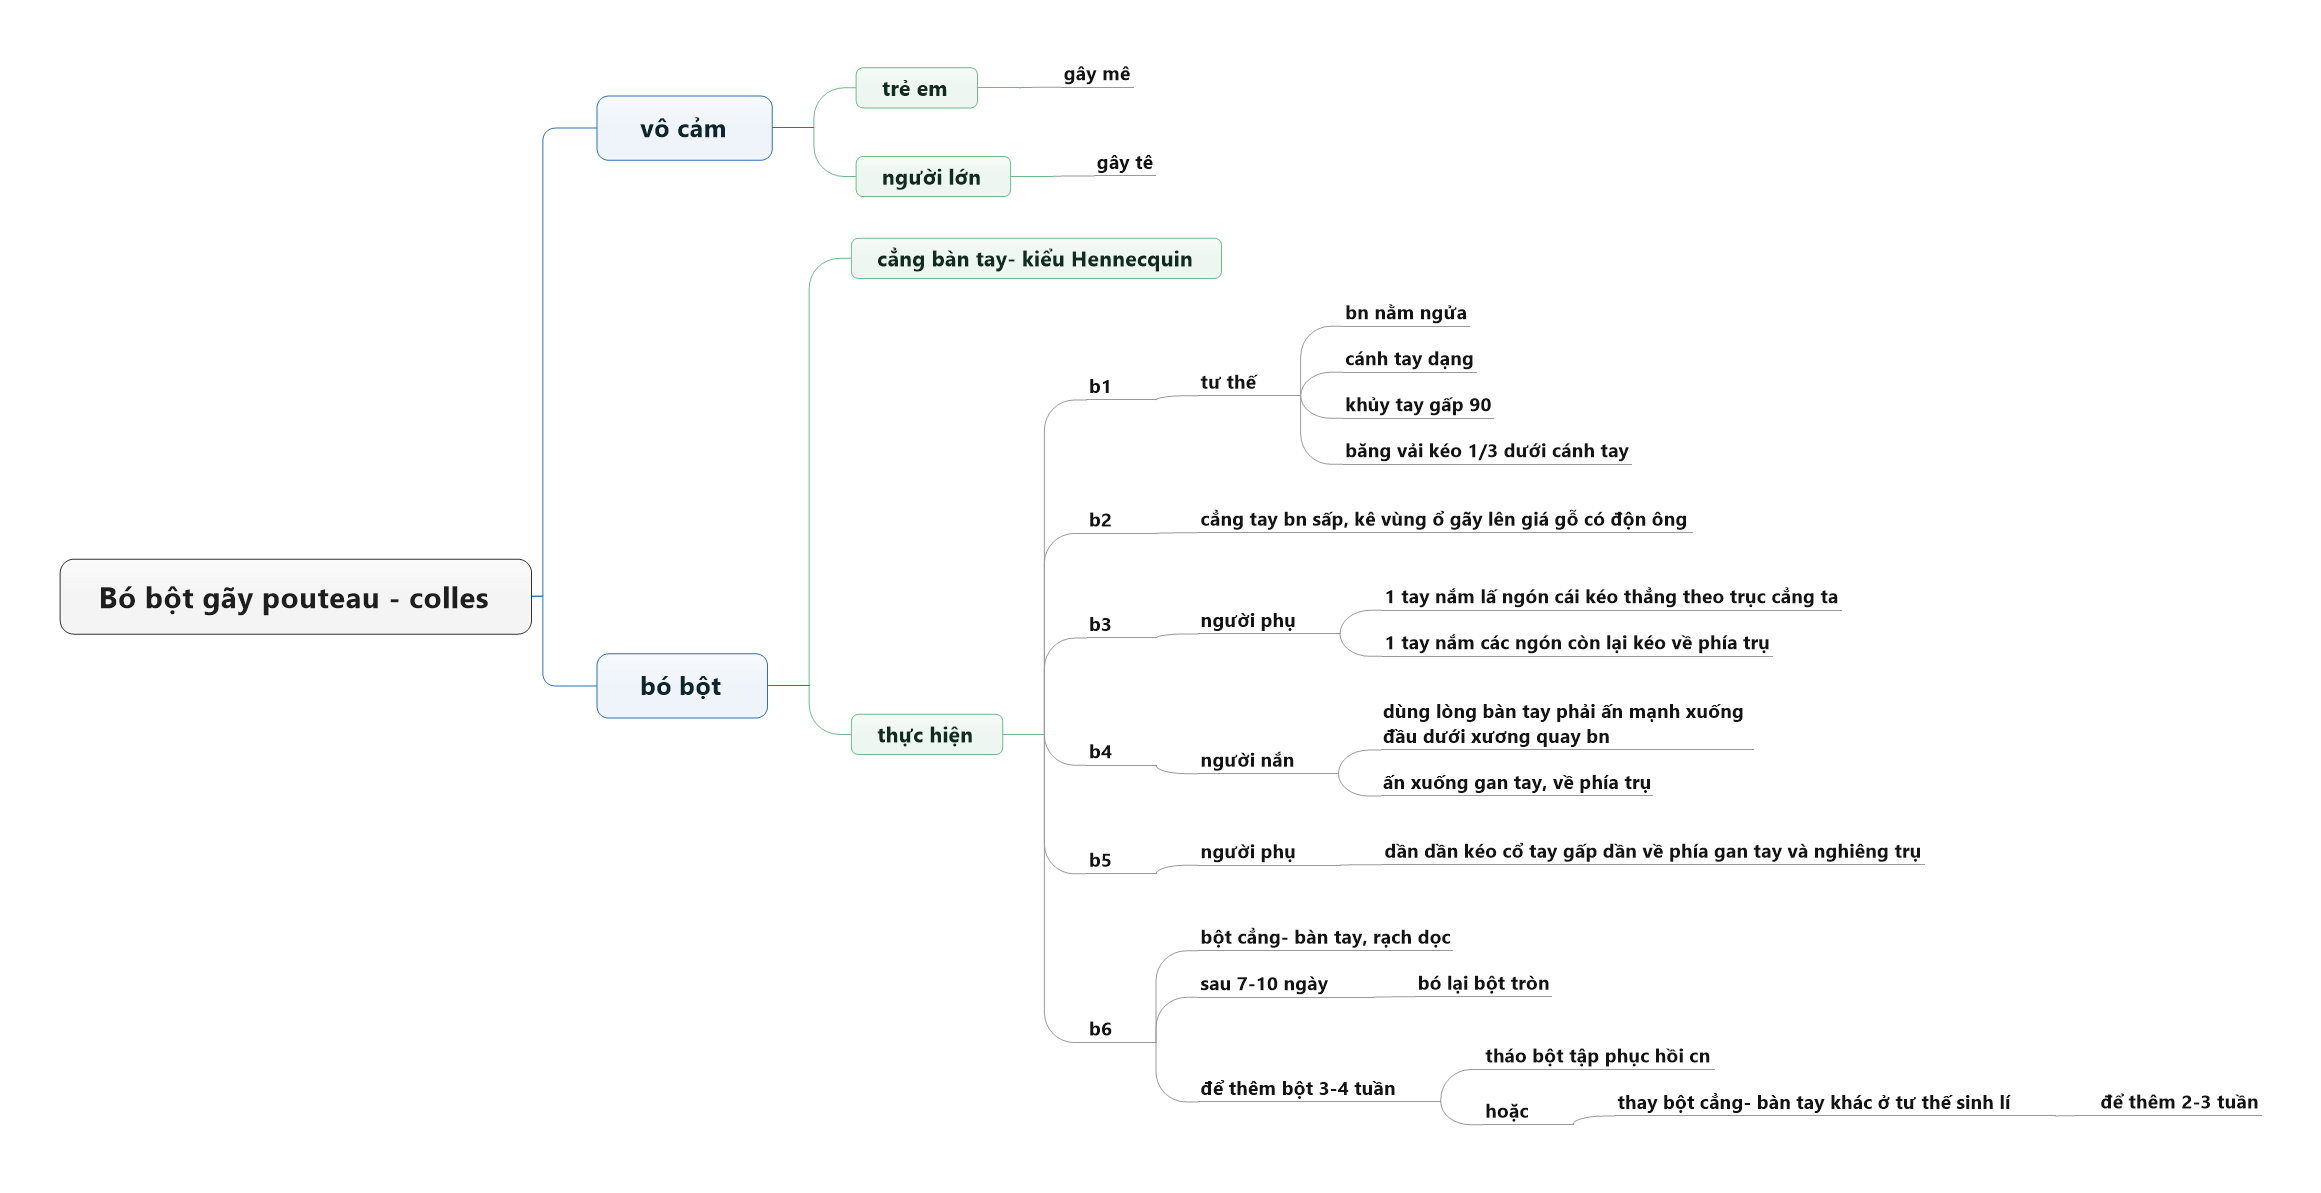 Bó bột gãy pouteau - colles
vô cảm
trẻ em
gây mê
người lớn
gây tê
bó bột
cẳng bàn tay- kiểu Hennecquin
thực hiện
b1
tư thế
bn nằm ngửa
cánh tay dạng
khủy tay gấp 90
băng vải kéo 1/3 dưới cánh tay
b2
cẳng tay bn sấp, kê vùng ổ gãy lên giá gỗ có độn ông
b3
người phụ
1 tay nắm lấ ngón cái kéo thẳng theo trục cẳng ta
1 tay nắm các ngón còn lại kéo về phía trụ
b4
người nắn
dùng lòng bàn tay phải ấn mạnh xuống
đầu dưới xương quay bn
ấn xuống gan tay, về phía trụ
b5
người phụ
dần dần kéo cổ tay gấp dần về phía gan tay và nghiêng trụ
b6
bột cẳng- bàn tay, rạch dọc
sau 7-10 ngày
bó lại bột tròn
để thêm bột 3-4 tuần
tháo bột tập phục hồi cn
hoặc
thay bột cẳng- bàn tay khác ở tư thế sinh lí
để thêm 2-3 tuần